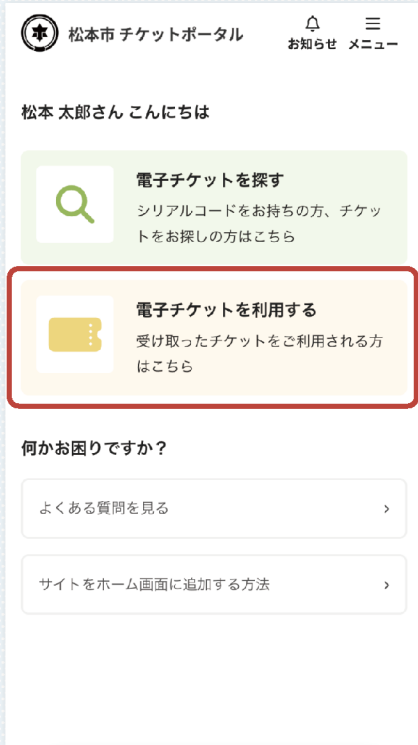 松本市 チケットポータル
お知らせ
メニュー
松本 太郎さん こんにちは
電子チケットを探す
シリアルコードをお持ちの方、チケッ
トをお探しの方はこちら
電子チケットを利用する
受け取ったチケットをご利用される方
はこちら
何かお困りですか？
よくある質問を見る
サイトをホーム画面に追加する方法